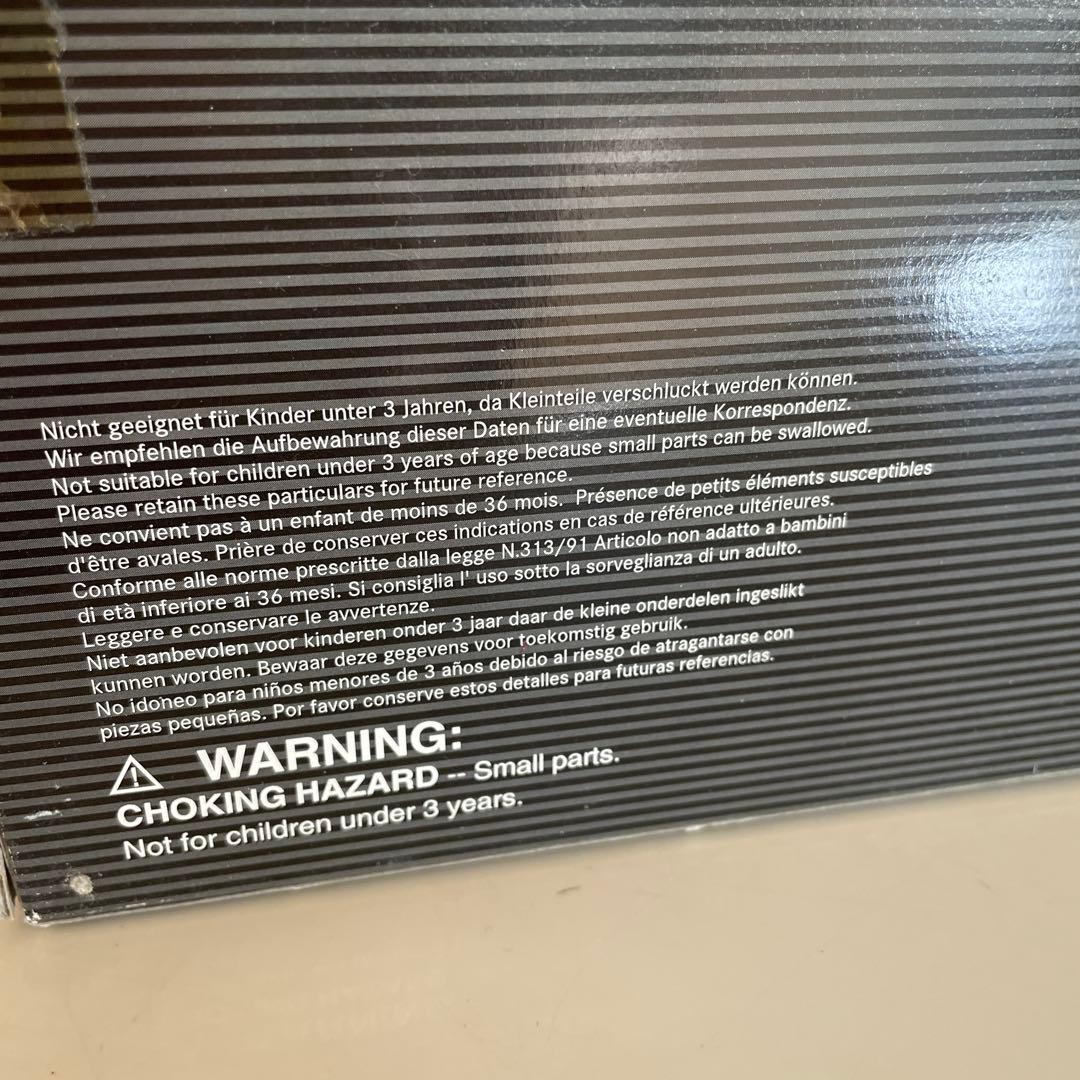 Nicht geeignet für Kinder unter 3 Jahren, da Kleinteile verschluckt werden können.
Wir empfehlen die Aufbewahrung dieser Daten für eine eventuelle Korrespondenz.
Not suitable for children under 3 years of age because small parts can be swallowed.
Please retain these particulars for future reference.
Ne convient pas à un enfant de moins de 36 mois. Présence de petits éléments susceptibles
d'être avales. Prière de conserver ces indications en cas de référence ultérieures.
Conforme alle norme prescritte dalla legge N.313/91 Articolo non adatto a bambini
di età inferiore ai 36 mesi. Si consiglia l' uso sotto la sorveglianza di un adulto.
Leggere e conservare le avvertenze.
Niet aanbevolen voor kinderen onder 3 jaar daar de kleine onderdelen ingeslikt
kunnen worden. Bewaar deze gegevens voor toekomstig gebruik.
No idoneo para niños menores de 3 años debido al riesgo de atragantarse con
piezas pequeñas. Por favor conserve estos detalles para futuras referencias.
WARNING:
CHOKING HAZARD -- Small parts.
Not for children under 3 years.